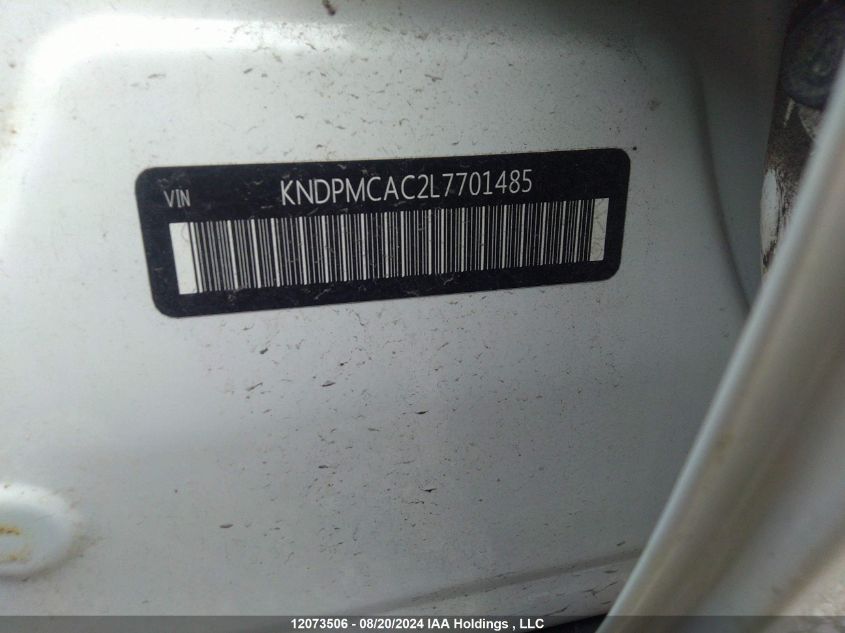 VIN KNDPMCAC2L7701485
12073506 - 08/20/2024 IAA Holdings , LLC